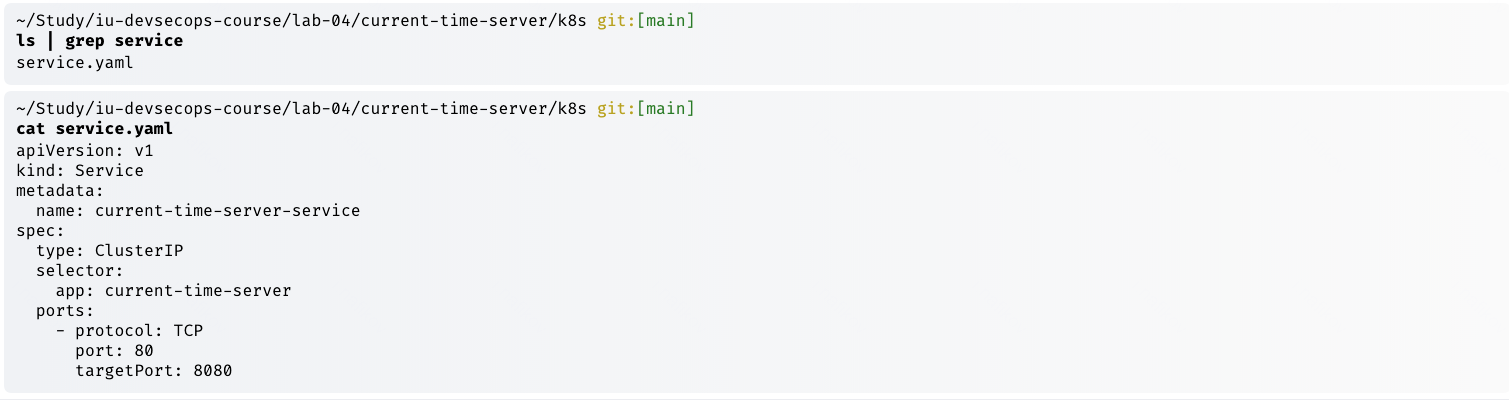 ~/Study/iu-devsecops-course/lab-04/current-time-server/k8s git:[main]
ls | grep service
service.yaml
~/Study/iu-devsecops-course/lab-04/current-time-server/k8s git:[main]
cat service.yaml
apiVersion: v1
kind: Service
metadata:
  name: current-time-server-service
spec:
  type: ClusterIP
  selector:
    app: current-time-server
  ports:
    - protocol: TCP
      port: 80
      targetPort: 8080